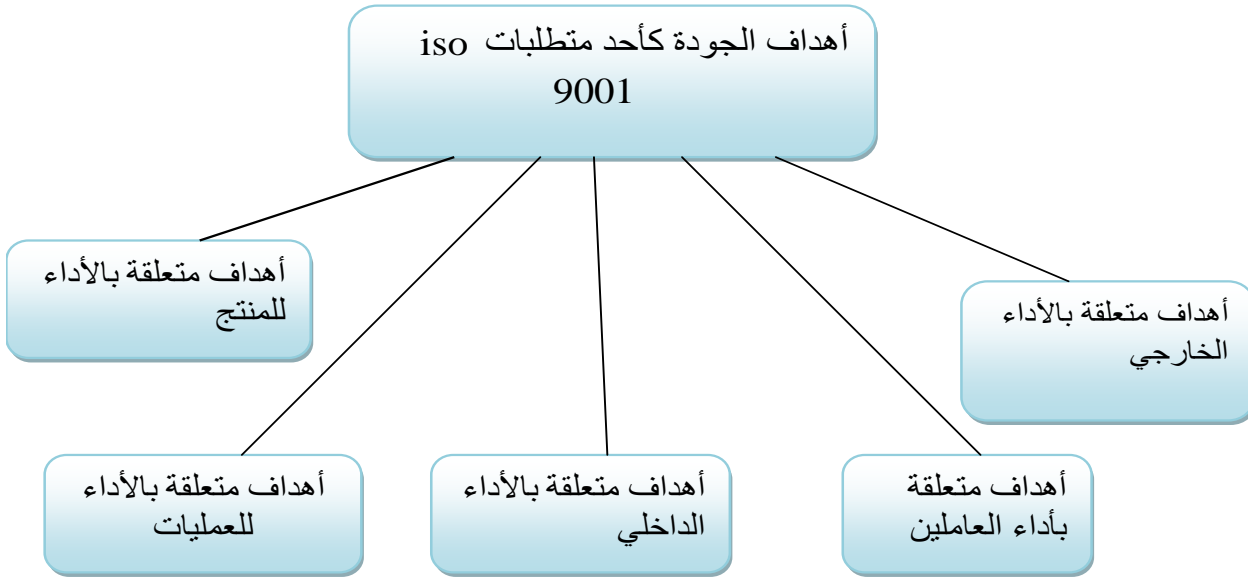 أهداف الجودة كأحد متطلبات iso
9001
أهداف متعلقة بالأداء
الخارجي
أهداف متعلقة بالأداء
للمنتج
أهداف متعلقة
بأداء العاملين
أهداف متعلقة بالأداء
الداخلي
أهداف متعلقة بالأداء
للعمليات